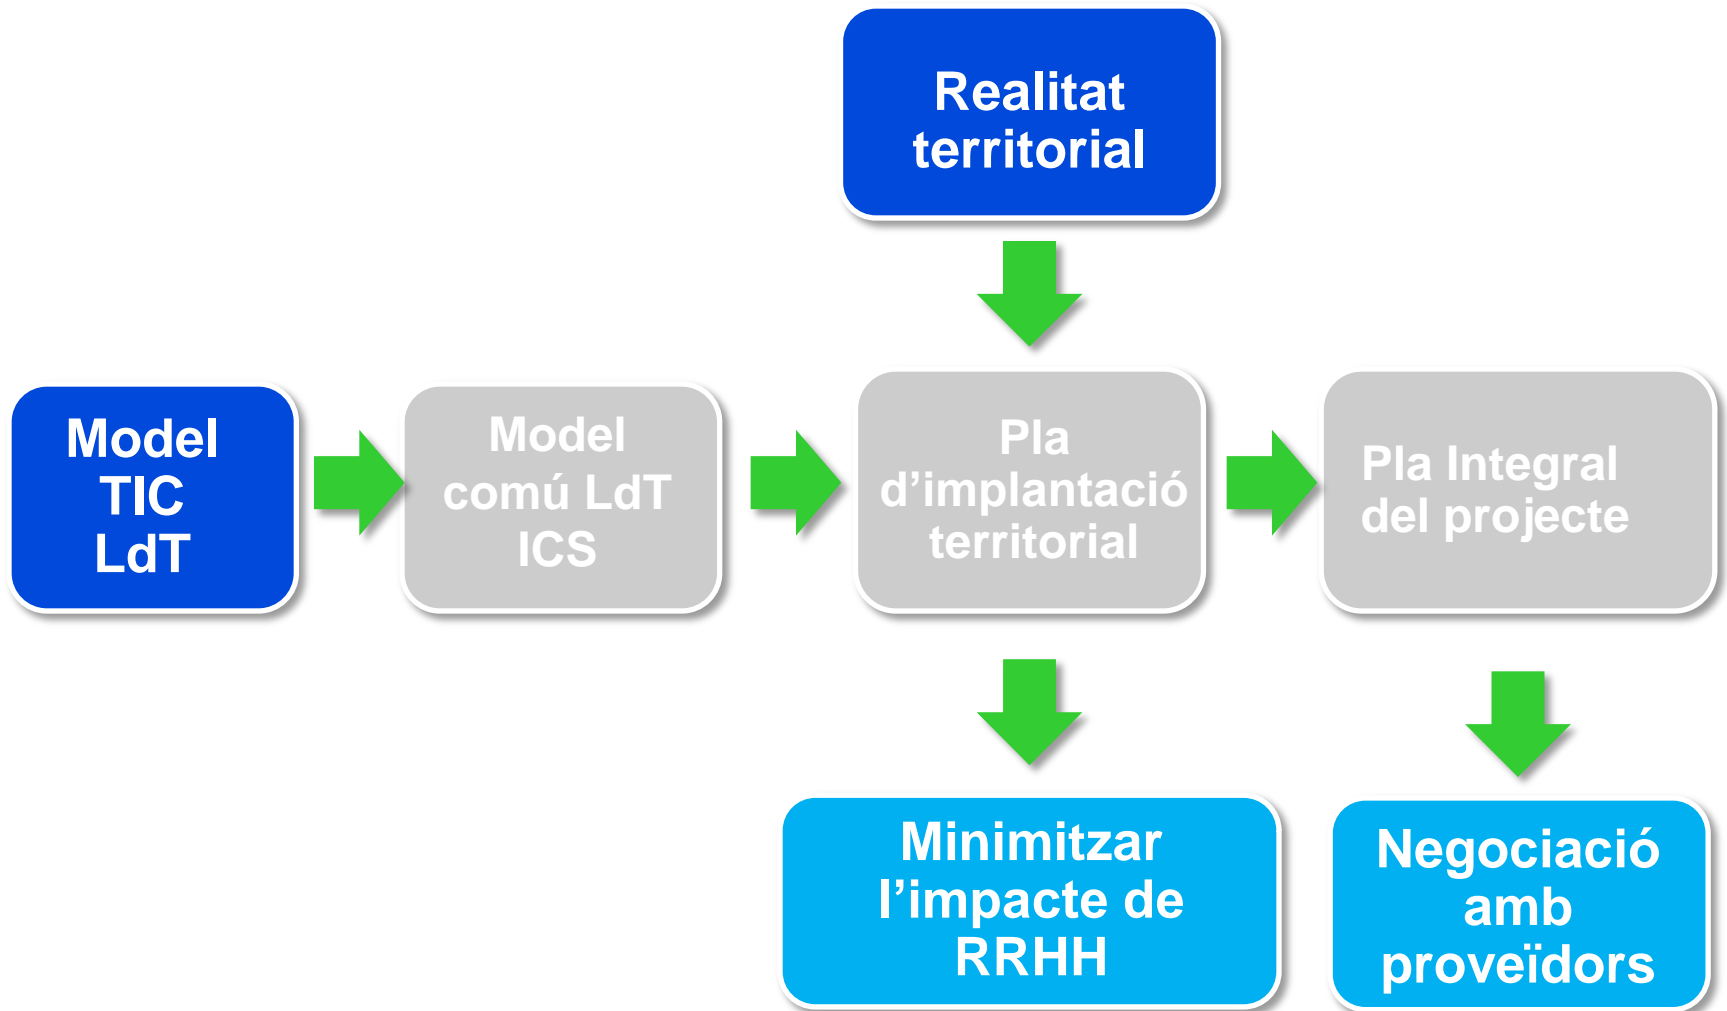 Realitat
territorial
Model
TIC
LdT
Model
comú LdT
ICS
Pla
d’implantació
territorial
Pla Integral
del projecte
Minimitzar
l’impacte de
RRHH
Negociació
amb
proveïdors